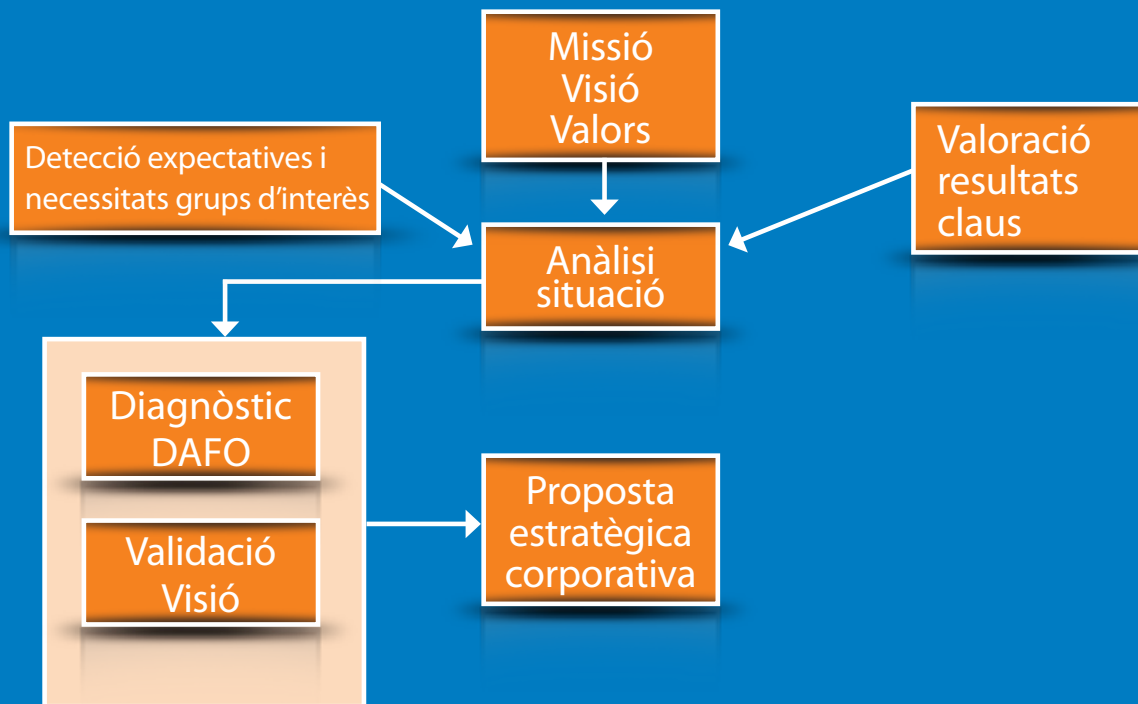 Missió
Visió
Valors
Detecció expectatives i
necessitats grups d'interès
Valoració
resultats
claus
Anàlisi
situació
Diagnòstic
DAFO
Validació
Visió
Proposta
estratègica
corporativa